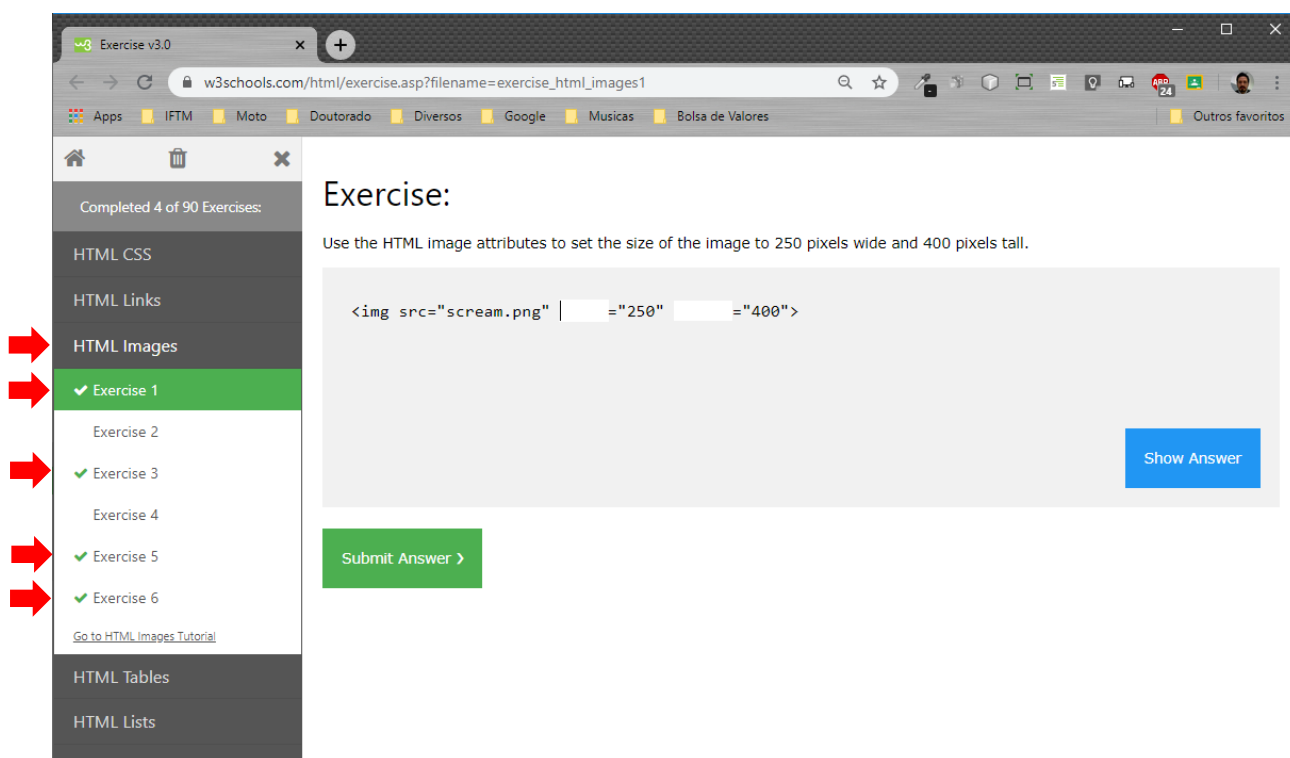 Exercise v3.0
w3schools.com/html/exercise.asp?filename=exercise_html_images1
ABP
24
Apps IFTM Moto Doutorado Diversos Google Musicas Bolsa de Valores Outros favoritos
Completed 4 of 90 Exercises:
HTML CSS
HTML Links
HTML Images
Exercise 1
Exercise 2
Exercise 3
Exercise 4
Exercise 5
Exercise 6
Go to HTML Images Tutorial
HTML Tables
HTML Lists
Exercise:
Use the HTML image attributes to set the size of the image to 250 pixels wide and 400 pixels tall.
<img src="scream.png" ="250" ="400">
Show Answer
Submit Answer ❯